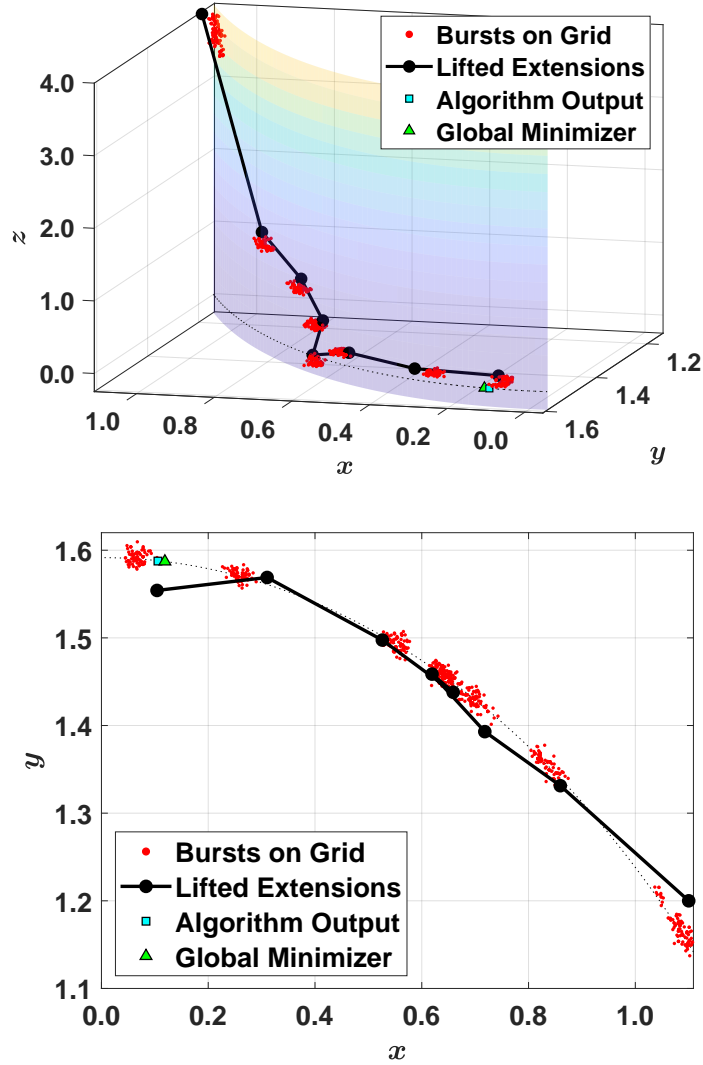 Bursts on Grid
Lifted Extensions
Algorithm Output
Global Minimizer
4.0
3.0
2.0
1.0
0.0
z
1.0
0.8
0.6
0.4
0.2
0.0
x
1.6
1.4
1.2
y
1.6
1.5
1.4
1.3
1.2
1.1
y
Bursts on Grid
Lifted Extensions
Algorithm Output
Global Minimizer
0.0
0.2
0.4
0.6
0.8
1.0
x